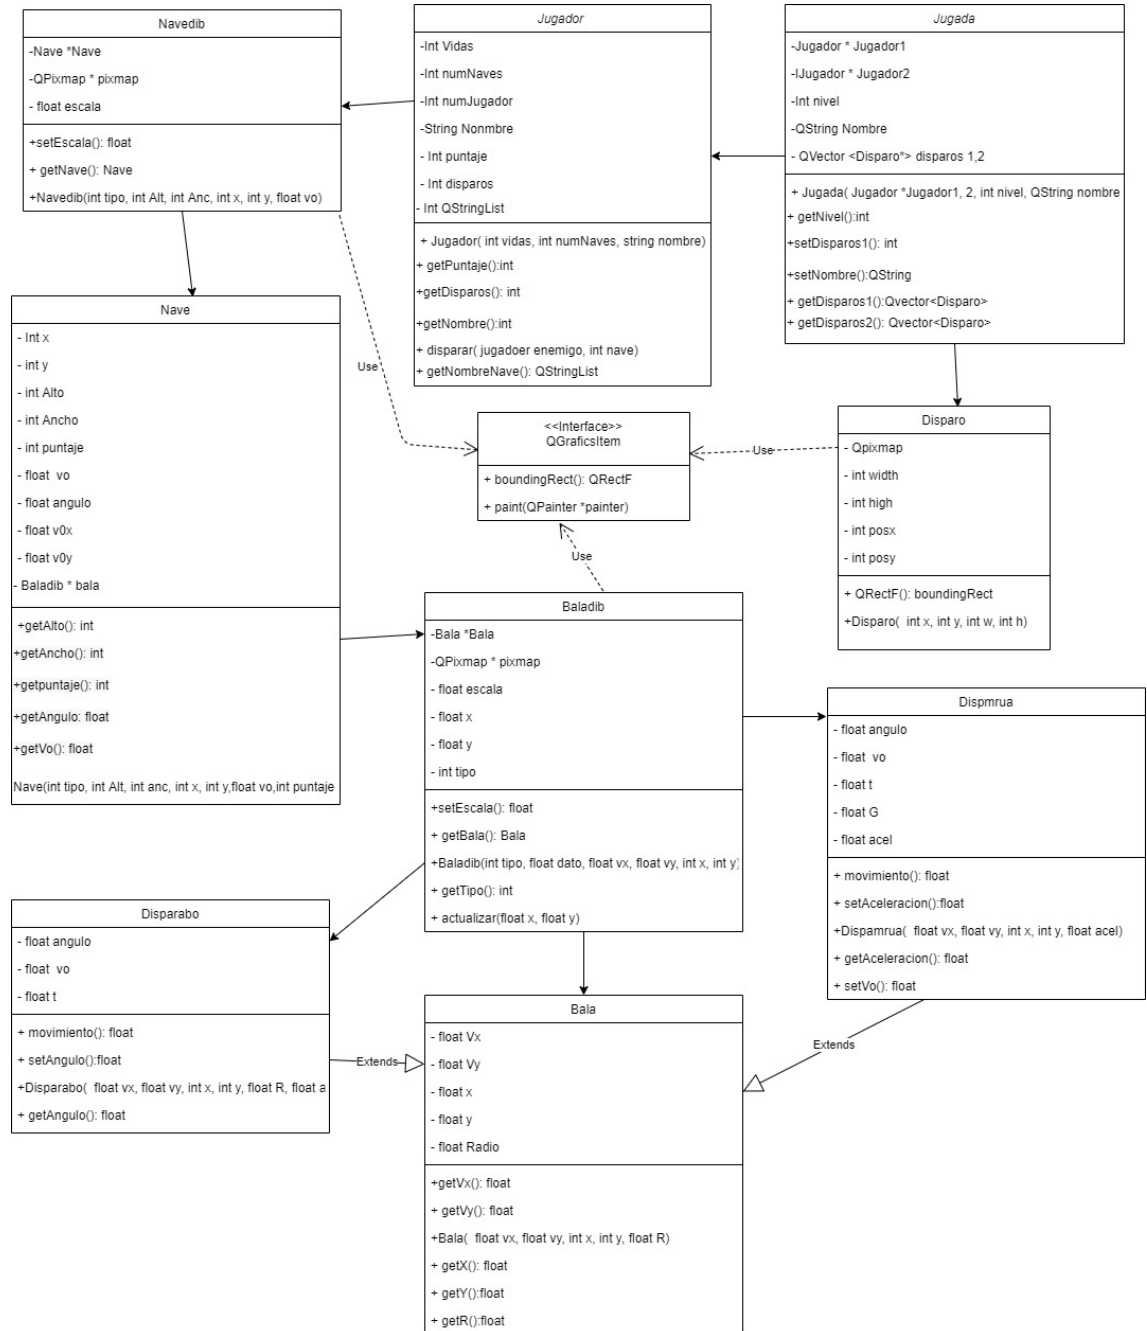 Navedib
-Nave *Nave
-QPixmap * pixmap
- float escala
+setEscala(): float
+ getNave(): Nave
+Navedib(int tipo, int Alt, int Anc, int x, int y, float vo)
Jugador
-Int Vidas
-Int numNaves
-Int numJugador
-String Nonmbre
- Int puntaje
- Int disparos
- Int QStringList
+ Jugador( int vidas, int numNaves, string nombre)
+ getPuntaje():int
+getDisparos(): int
+getNombre():int
+ disparar( jugadoer enemigo, int nave)
+ getNombreNave(): QStringList
Jugada
-Jugador * Jugador1
-IJugador * Jugador2
-Int nivel
-QString Nombre
- QVector <Disparo*> disparos 1,2
+ Jugada( Jugador *Jugador1, 2, int nivel, QString nombre
+ getNivel():int
+setDisparos1(): int
+setNombre():QString
+ getDisparos1():Qvector<Disparo>
+ getDisparos2(): Qvector<Disparo>
Nave
- Int x
- int y
- int Alto
- int Ancho
- int puntaje
- float  vo
- float angulo
- float v0x
- float v0y
- Baladib * bala
+getAlto(): int
+getAncho(): int
+getpuntaje(): int
+getAngulo: float
+getVo(): float
Nave(int tipo, int Alt, int anc, int x, int y,float vo,int puntaje
Use
<<Interface>>
QGraficsItem
+ boundingRect(): QRectF
+ paint(QPainter *painter)
Use
Disparo
- Qpixmap
- int width
- int high
- int posx
- int posy
+ QRectF(): boundingRect
+Disparo(  int x, int y, int w, int h)
Use
Baladib
-Bala *Bala
-QPixmap * pixmap
- float escala
- float x
- float y
- int tipo
+setEscala(): float
+ getBala(): Bala
+Baladib(int tipo, float dato, float vx, float vy, int x, int y)
+ getTipo(): int
+ actualizar(float x, float y)
Dispmrua
- float angulo
- float  vo
- float t
- float G
- float acel
+ movimiento(): float
+ setAceleracion():float
+Dispamrua(  float vx, float vy, int x, int y, float acel)
+ getAceleracion(): float
+ setVo(): float
Disparabo
- float angulo
- float  vo
- float t
+ movimiento(): float
+ setAngulo():float
+Disparabo(  float vx, float vy, int x, int y, float R, float a
+ getAngulo(): float
Extends
Extends
Bala
- float Vx
- float Vy
- float x
- float y
- float Radio
+getVx(): float
+ getVy(): float
+Bala(  float vx, float vy, int x, int y, float R)
+ getX(): float
+ getY():float
+ getR():float